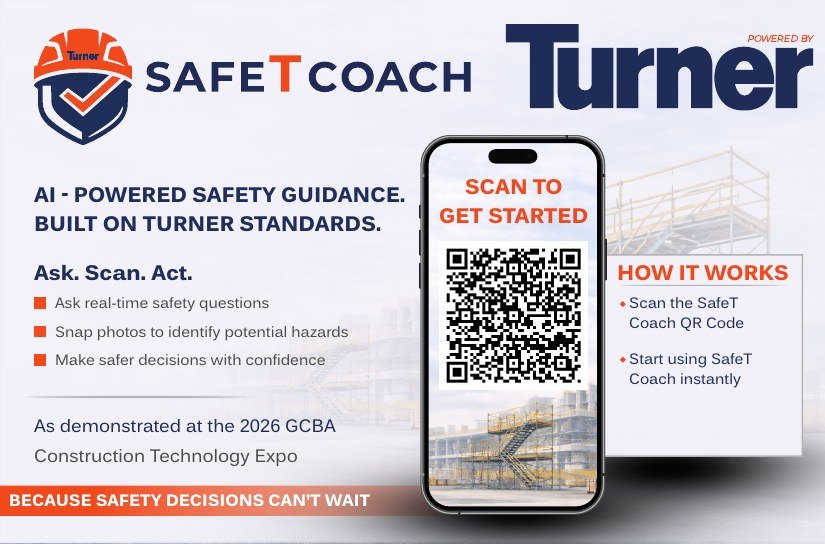 Turner
SAFETCOACH
POWERED BY
Turner
AI - POWERED SAFETY GUIDANCE.
BUILT ON TURNER STANDARDS.
Ask. Scan. Act.
Ask real-time safety questions
Snap photos to identify potential hazards
Make safer decisions with confidence
As demonstrated at the 2026 GCBA
Construction Technology Expo
BECAUSE SAFETY DECISIONS CAN'T WAIT
SCAN TO
GET STARTED
HOW IT WORKS
Scan the SafeT
Coach QR Code
Start using SafeT
Coach instantly